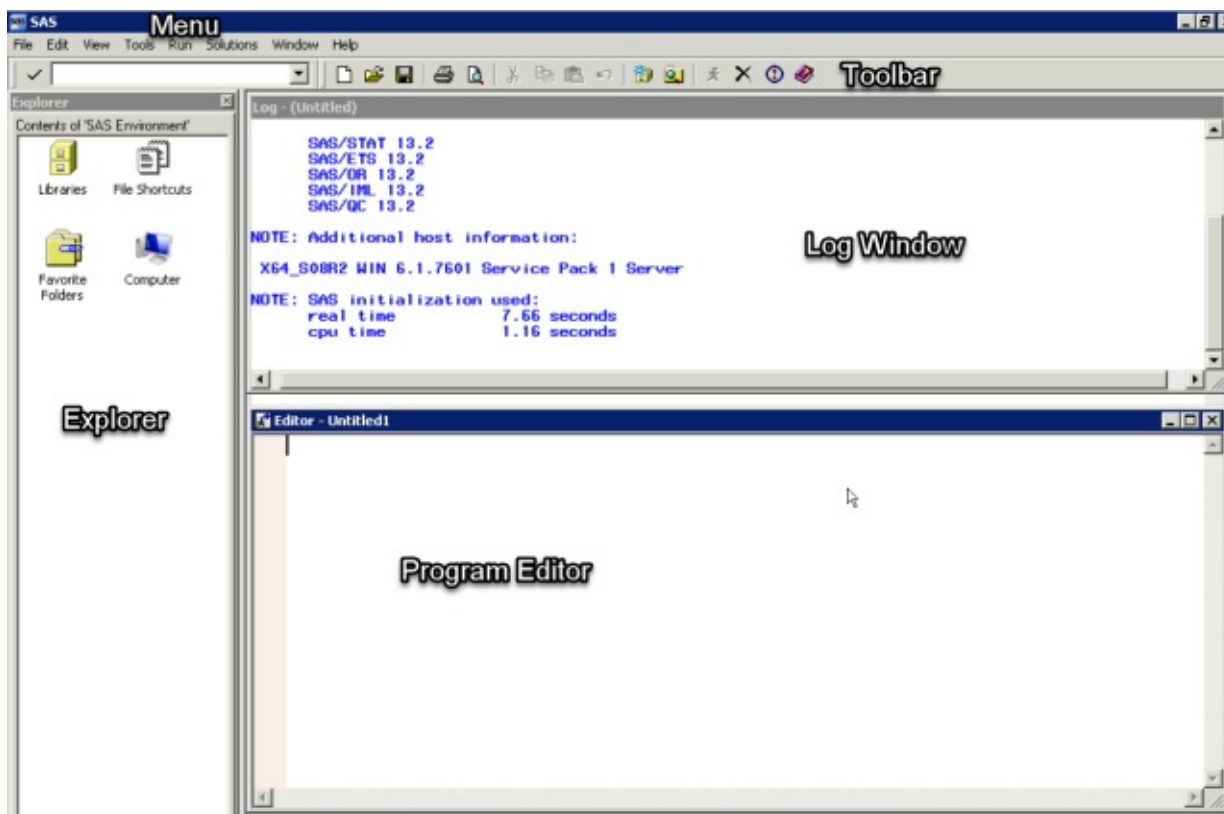 SAS
Menu
File Edit View Tools Run Solutions Window Help
Toolbar
Explorer
Contents of 'SAS Environment'
Libraries
File Shortcuts
Favorite
Folders
Computer
Explorer
Log - (Untitled)
SAS/STAT 13.2
SAS/ETS 13.2
SAS/OR 13.2
SAS/IML 13.2
SAS/QC 13.2
NOTE: Additional host information:
X64_S08R2 WIN 6.1.7601 Service Pack 1 Server
NOTE: SAS initialization used:
real time 7.66 seconds
cpu time 1.16 seconds
Log Window
Editor - Untitled1
Program Editor